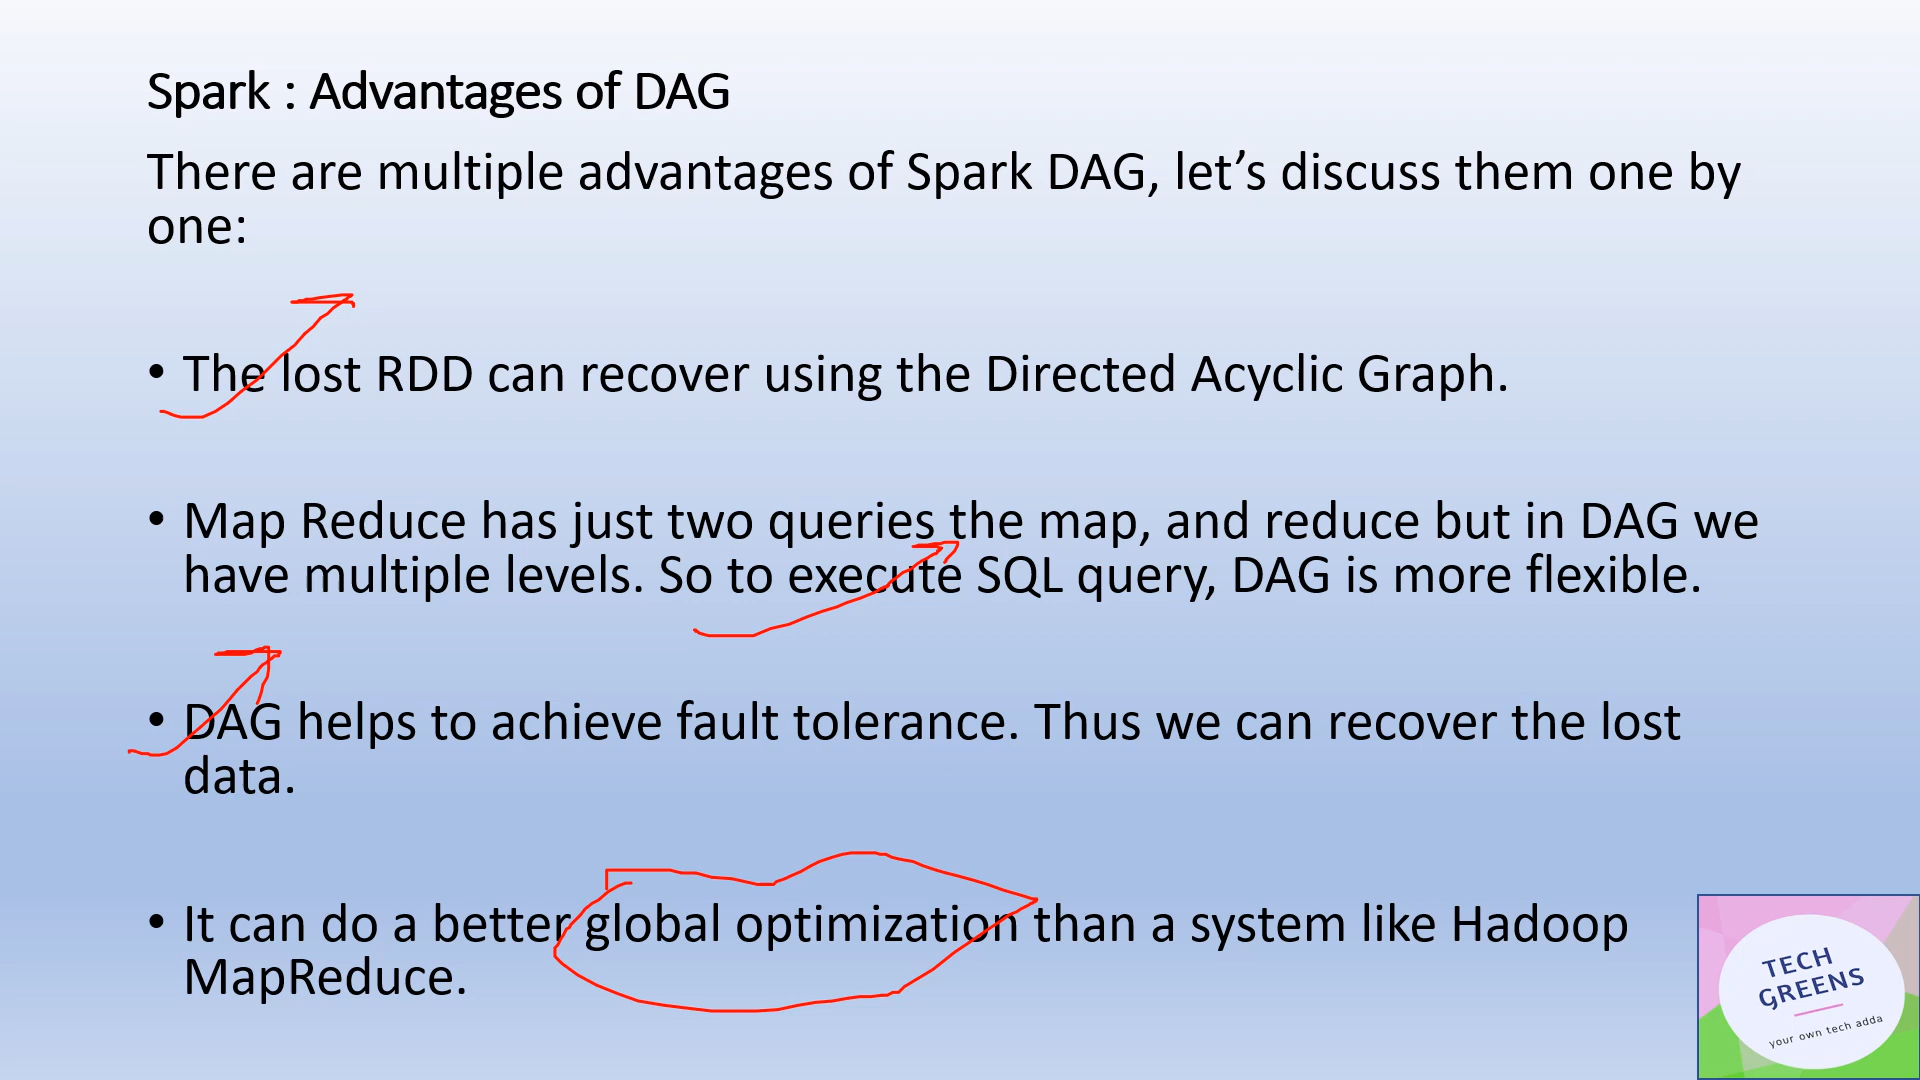 Spark : Advantages of DAG
There are multiple advantages of Spark DAG, let’s discuss them one by
one:
• The lost RDD can recover using the Directed Acyclic Graph.
• Map Reduce has just two queries the map, and reduce but in DAG we
have multiple levels. So to execute SQL query, DAG is more flexible.
• DAG helps to achieve fault tolerance. Thus we can recover the lost
data.
• It can do a better global optimization than a system like Hadoop
MapReduce.
TECH
GREENS
your own tech adda